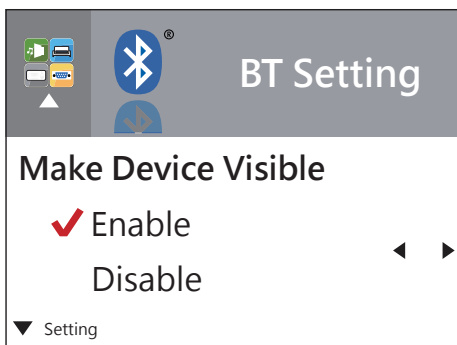 ®
BT Setting
Make Device Visible
Enable
Disable
Setting